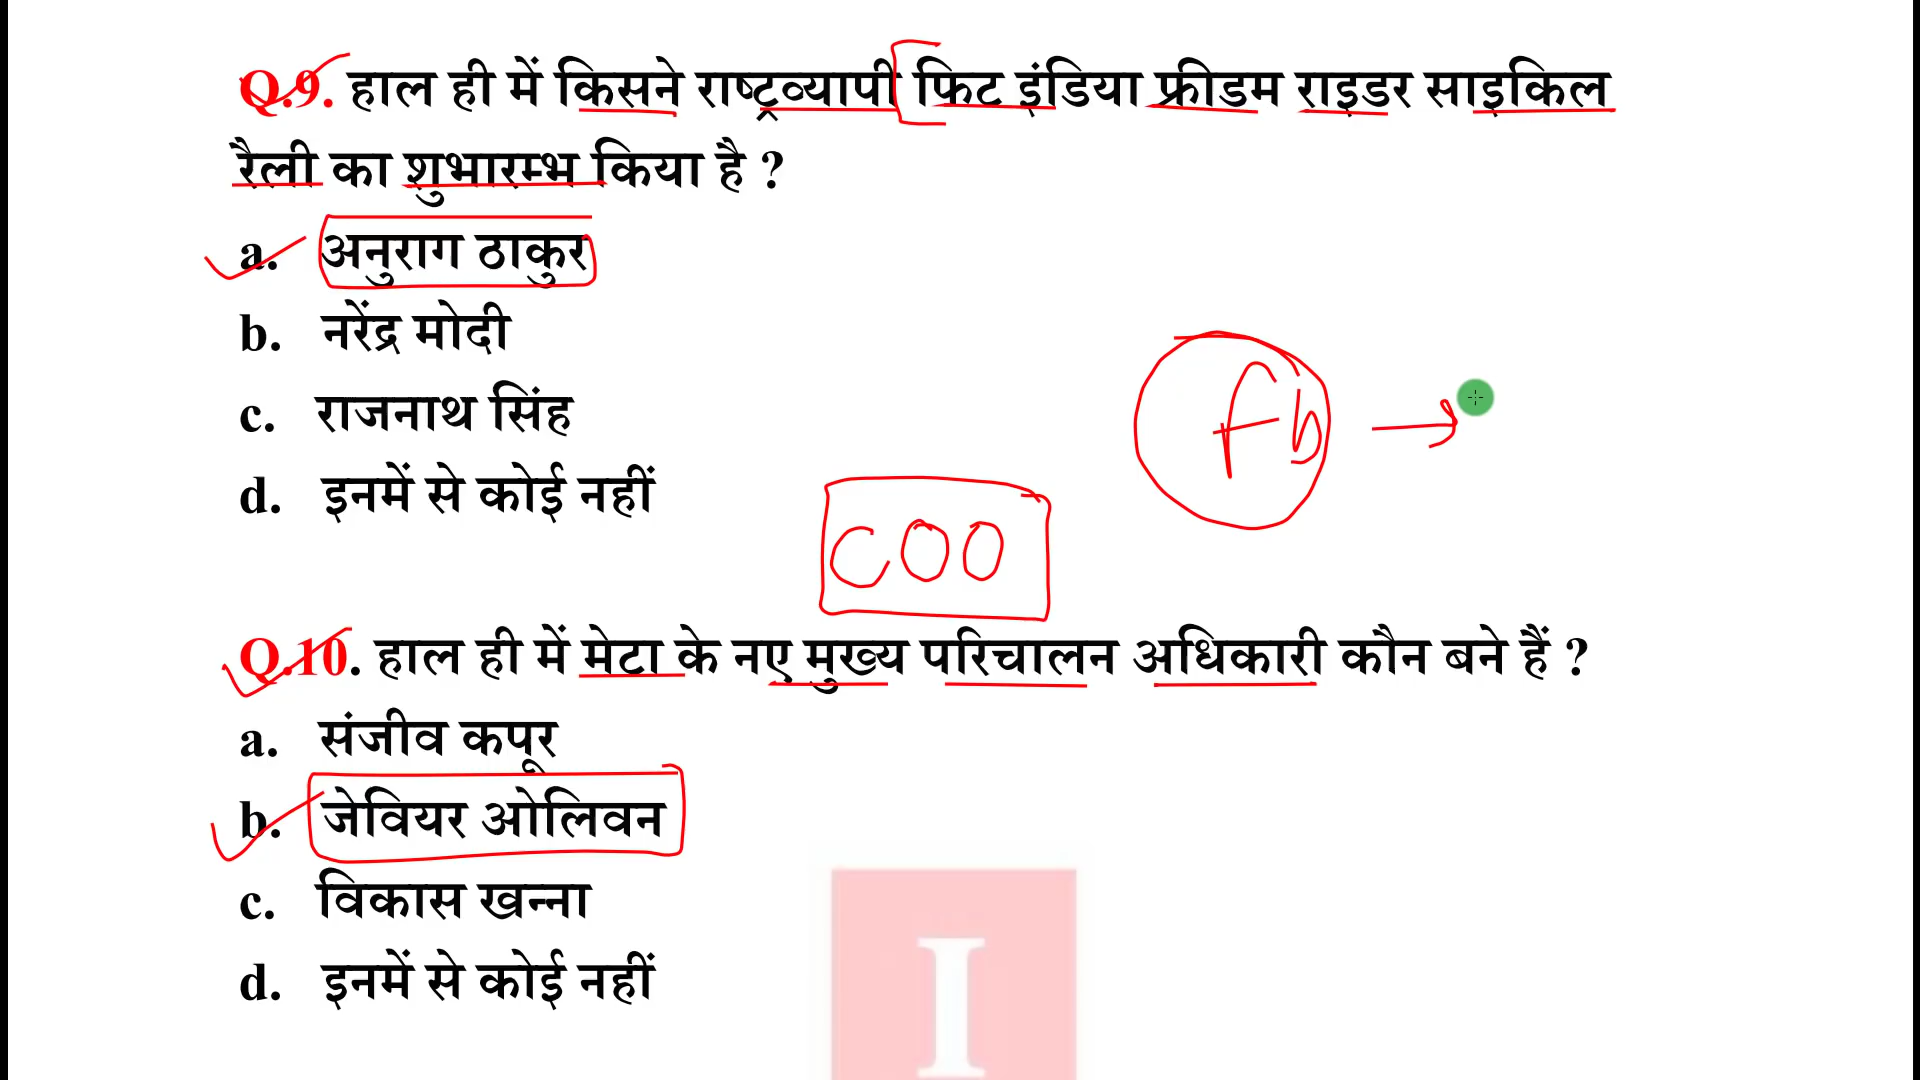 Q.9. हाल ही में किसने राष्ट्रव्यापी फिट इंडिया फ्रीडम राइडर साइकिल
रैली का शुभारम्भ किया है ?
a. अनुराग ठाकुर
b. नरेंद्र मोदी
c. राजनाथ सिंह
d. इनमें से कोई नहीं
fb →
COO
Q.10. हाल ही में मेटा के नए मुख्य परिचालन अधिकारी कौन बने हैं ?
a. संजीव कपूर
b. जेवियर ओलिवन
c. विकास खन्ना
d. इनमें से कोई नहीं
I